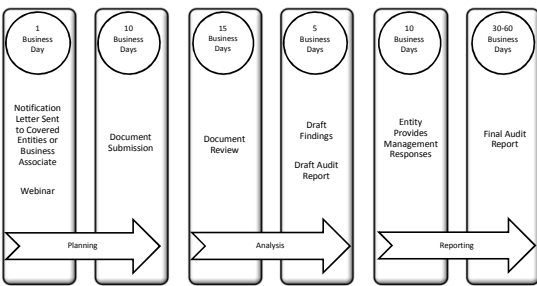 1
Business
Day
Notification
Letter Sent
to Covered
Entities or
Business
Associate
Webinar
10
Business
Days
Document
Submission
Planning
15
Business
Days
Document
Review
5
Business
Days
Draft
Findings
Draft Audit
Report
Analysis
10
Business
Days
Entity
Provides
Management
Responses
30-60
Business
Days
Final Audit
Report
Reporting